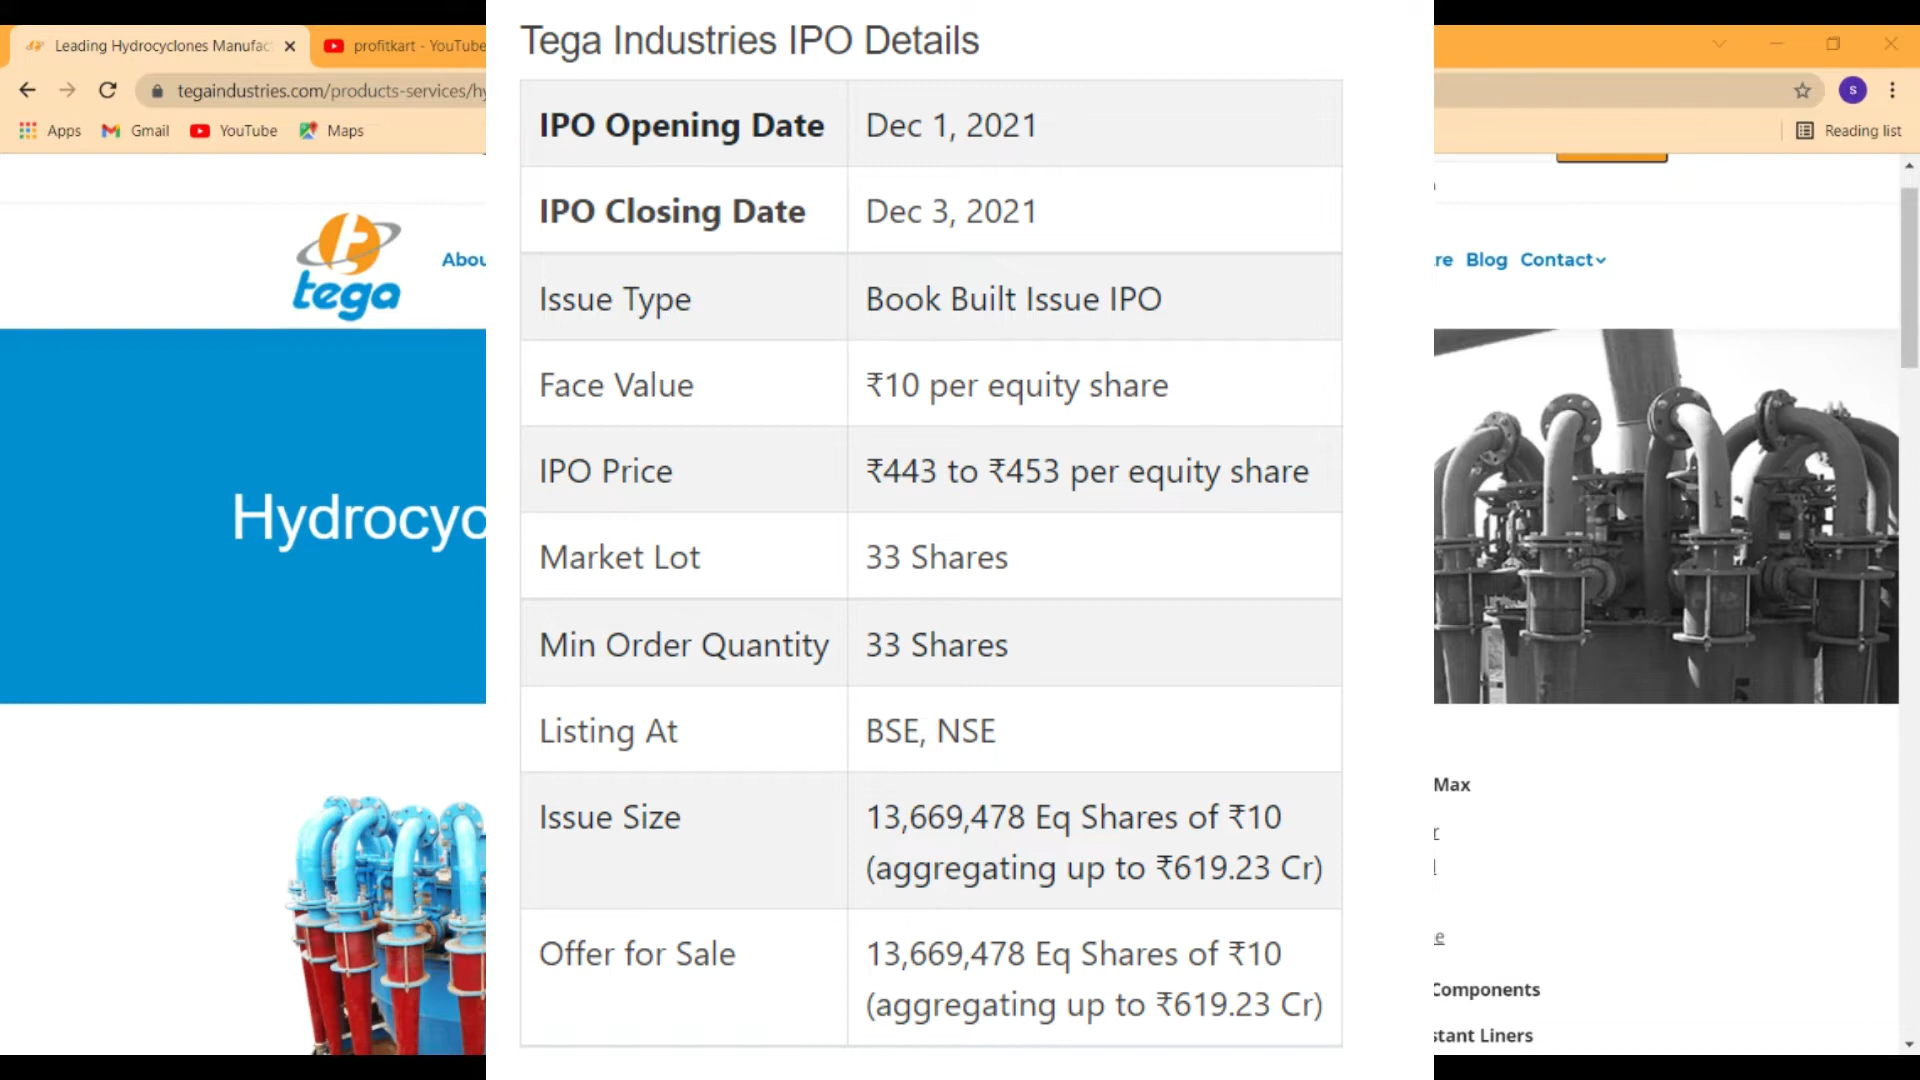 Leading Hydrocyclones Manufac
profitkart - YouTube
tegaindustries.com/products-services/hy
S
Apps Gmail YouTube Maps
Reading list
tega
Abou
re Blog Contact
Hydrocyc
Tega Industries IPO Details
IPO Opening Date Dec 1, 2021
IPO Closing Date Dec 3, 2021
Issue Type Book Built Issue IPO
Face Value ₹10 per equity share
IPO Price ₹443 to ₹453 per equity share
Market Lot 33 Shares
Min Order Quantity 33 Shares
Listing At BSE, NSE
Issue Size 13,669,478 Eq Shares of ₹10
(aggregating up to ₹619.23 Cr)
Offer for Sale 13,669,478 Eq Shares of ₹10
(aggregating up to ₹619.23 Cr)
Max
r
l
e
Components
stant Liners